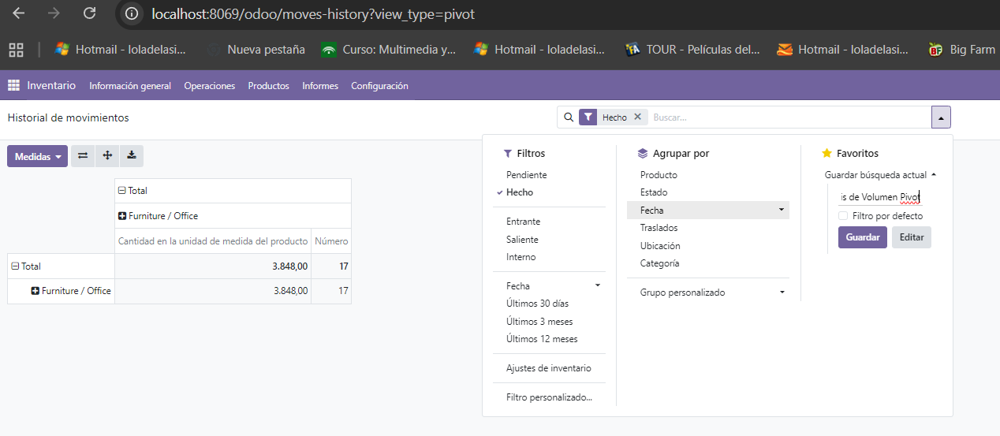 localhost:8069/odoo/moves-history?view_type=pivot
Hotmail - loladelasi... Nueva pestaña Curso: Multimedia y... Hotmail - loladelasi... TOUR - Películas del... Hotmail - loladelasi... Big Farm
Inventario Información general Operaciones Productos Informes Configuración
Historial de movimientos
Hecho Buscar...
Medidas
Total
Furniture / Office
Cantidad en la unidad de medida del producto Número
Total 3.848,00 17
Furniture / Office 3.848,00 17
Filtros
Pendiente
Hecho
Entrante
Saliente
Interno
Fecha
Últimos 30 días
Últimos 3 meses
Últimos 12 meses
Ajustes de inventario
Filtro personalizado...
Agrupar por
Producto
Estado
Fecha
Traslados
Ubicación
Categoría
Grupo personalizado
Favoritos
Guardar búsqueda actual
is de Volumen Pivot
Filtro por defecto
Guardar Editar